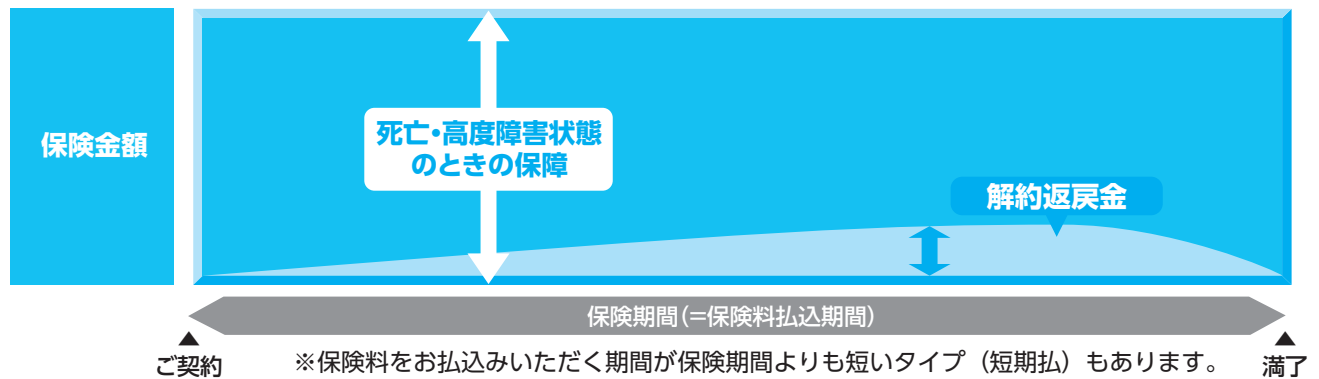 保険金額
死亡・高度障害状態
のときの保障
解約返戻金
保険期間(=保険料払込期間)
▲
ご契約
※保険料をお払込みいただく期間が保険期間よりも短いタイプ（短期払）もあります。
▲
満了